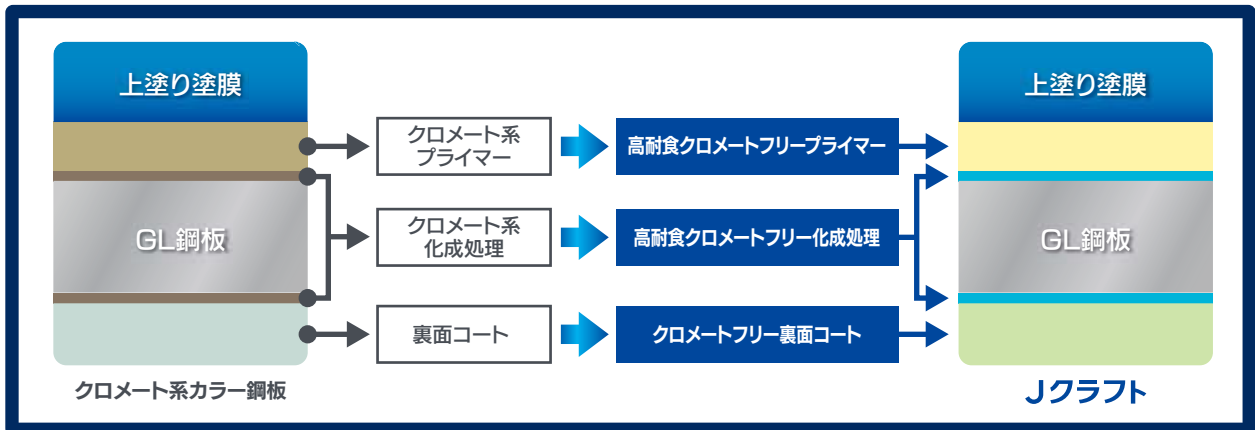 上塗り塗膜
GL鋼板
クロメート系カラー鋼板
クロメート系
プライマー
クロメート系
化成処理
裏面コート
高耐食クロメートフリープライマー
高耐食クロメートフリー化成処理
クロメートフリー裏面コート
上塗り塗膜
GL鋼板
Jクラフト